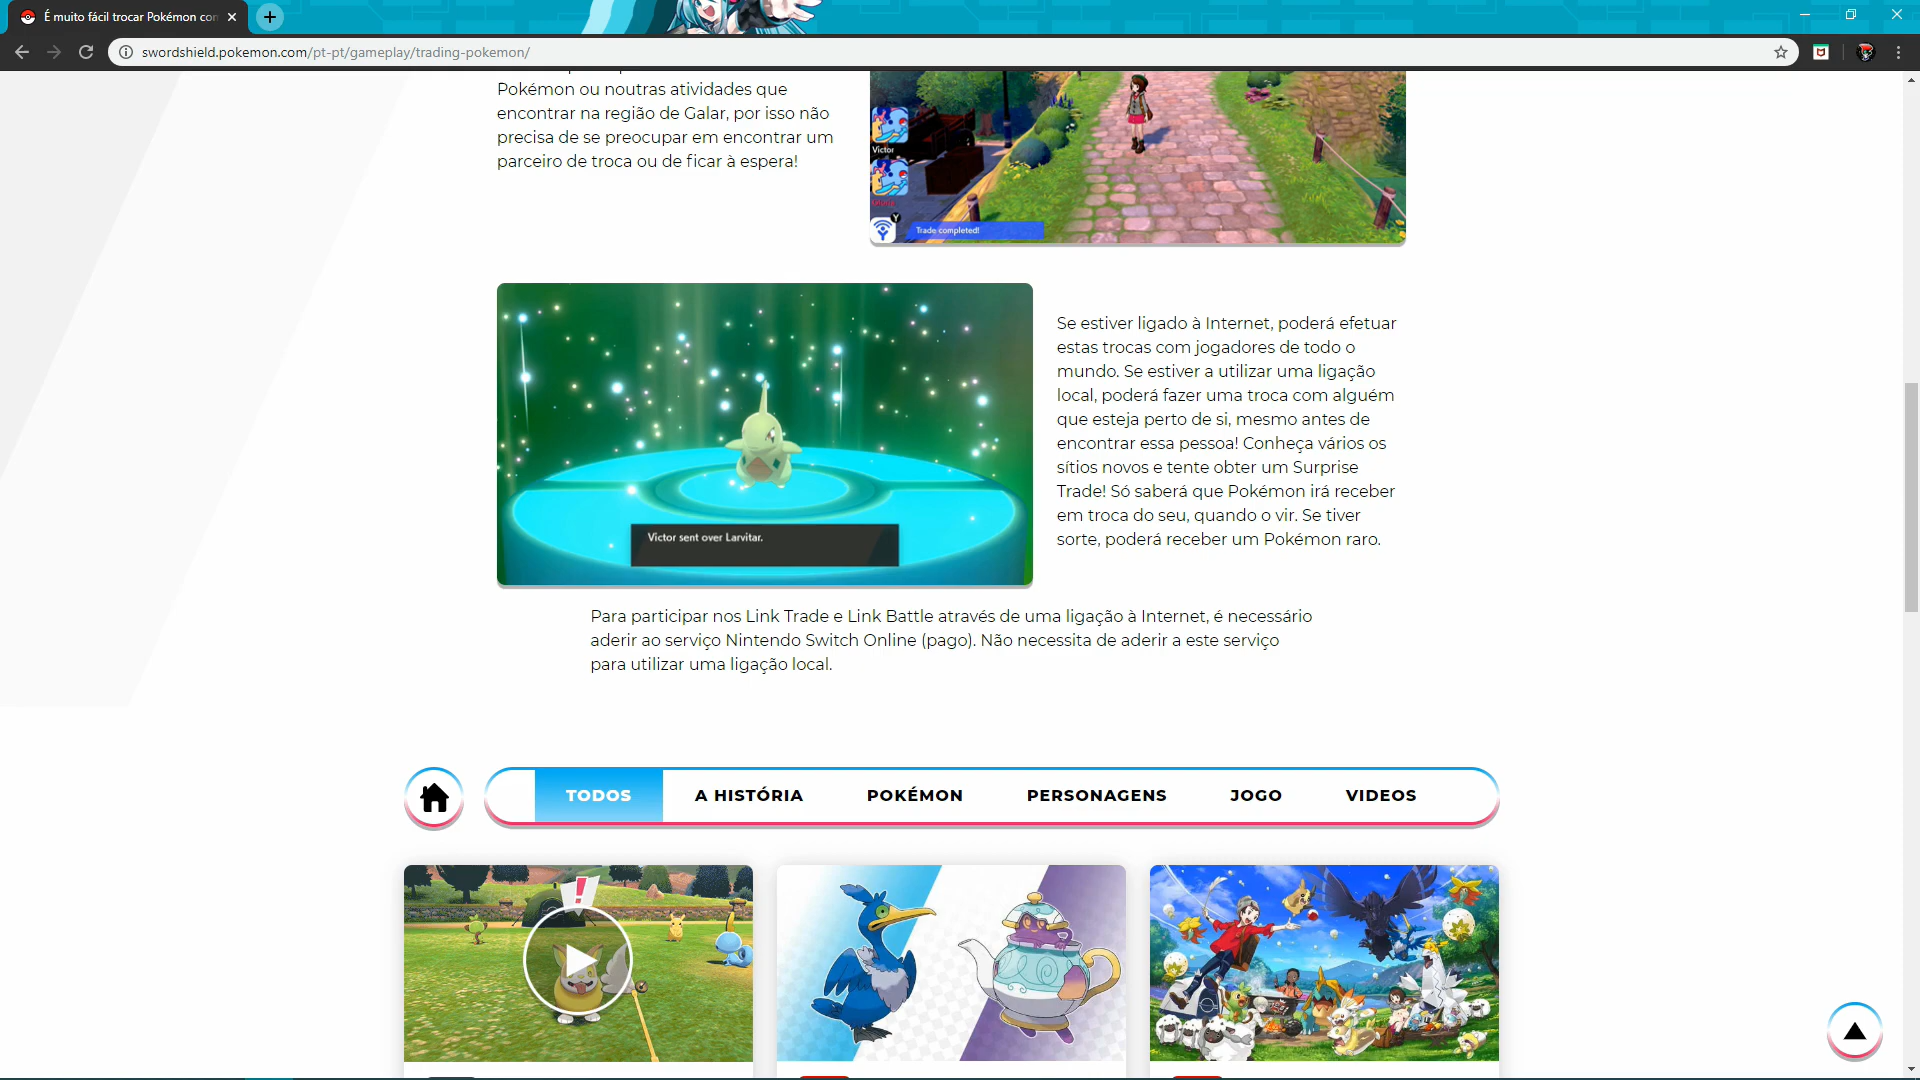 É muito fácil trocar Pokémon con
swordshield.pokemon.com/pt-pt/gameplay/trading-pokemon/
Pokémon ou noutras atividades que
encontrar na região de Galar, por isso não
precisa de se preocupar em encontrar um
parceiro de troca ou de ficar à espera!
Victor
Y
Trade completed!
Victor sent over Larvitar.
Se estiver ligado à Internet, poderá efetuar
estas trocas com jogadores de todo o
mundo. Se estiver a utilizar uma ligação
local, poderá fazer uma troca com alguém
que esteja perto de si, mesmo antes de
encontrar essa pessoa! Conheça vários os
sítios novos e tente obter um Surprise
Trade! Só saberá que Pokémon irá receber
em troca do seu, quando o vir. Se tiver
sorte, poderá receber um Pokémon raro.
Para participar nos Link Trade e Link Battle através de uma ligação à Internet, é necessário
aderir ao serviço Nintendo Switch Online (pago). Não necessita de aderir a este serviço
para utilizar uma ligação local.
TODOS
A HISTÓRIA
POKÉMON
PERSONAGENS
JOGO
VIDEOS